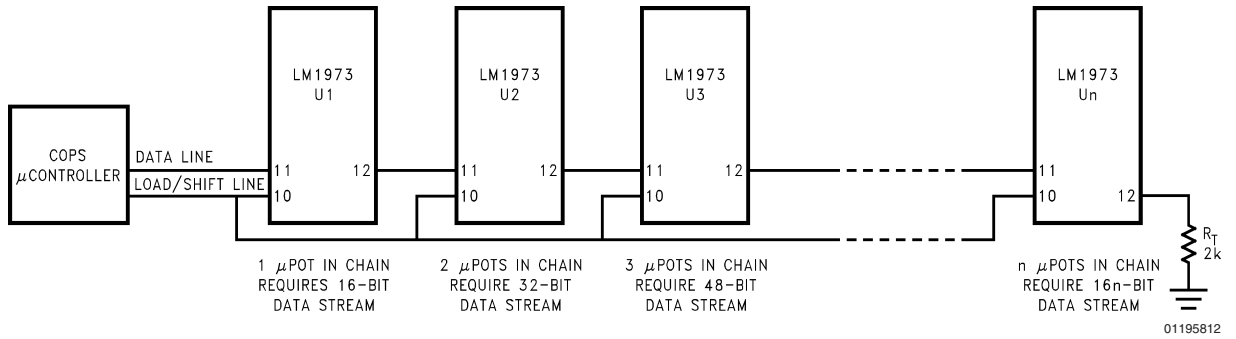 LM1973
U1
LM1973
U2
LM1973
U3
LM1973
Un
COPS
μCONTROLLER
DATA LINE
LOAD/SHIFT LINE
11
10
12
11
10
12
11
10
12
11
10
12
RT
2k
1 μPOT IN CHAIN
REQUIRES 16-BIT
DATA STREAM
2 μPOTS IN CHAIN
REQUIRE 32-BIT
DATA STREAM
3 μPOTS IN CHAIN
REQUIRE 48-BIT
DATA STREAM
n μPOTS IN CHAIN
REQUIRE 16n-BIT
DATA STREAM
01195812